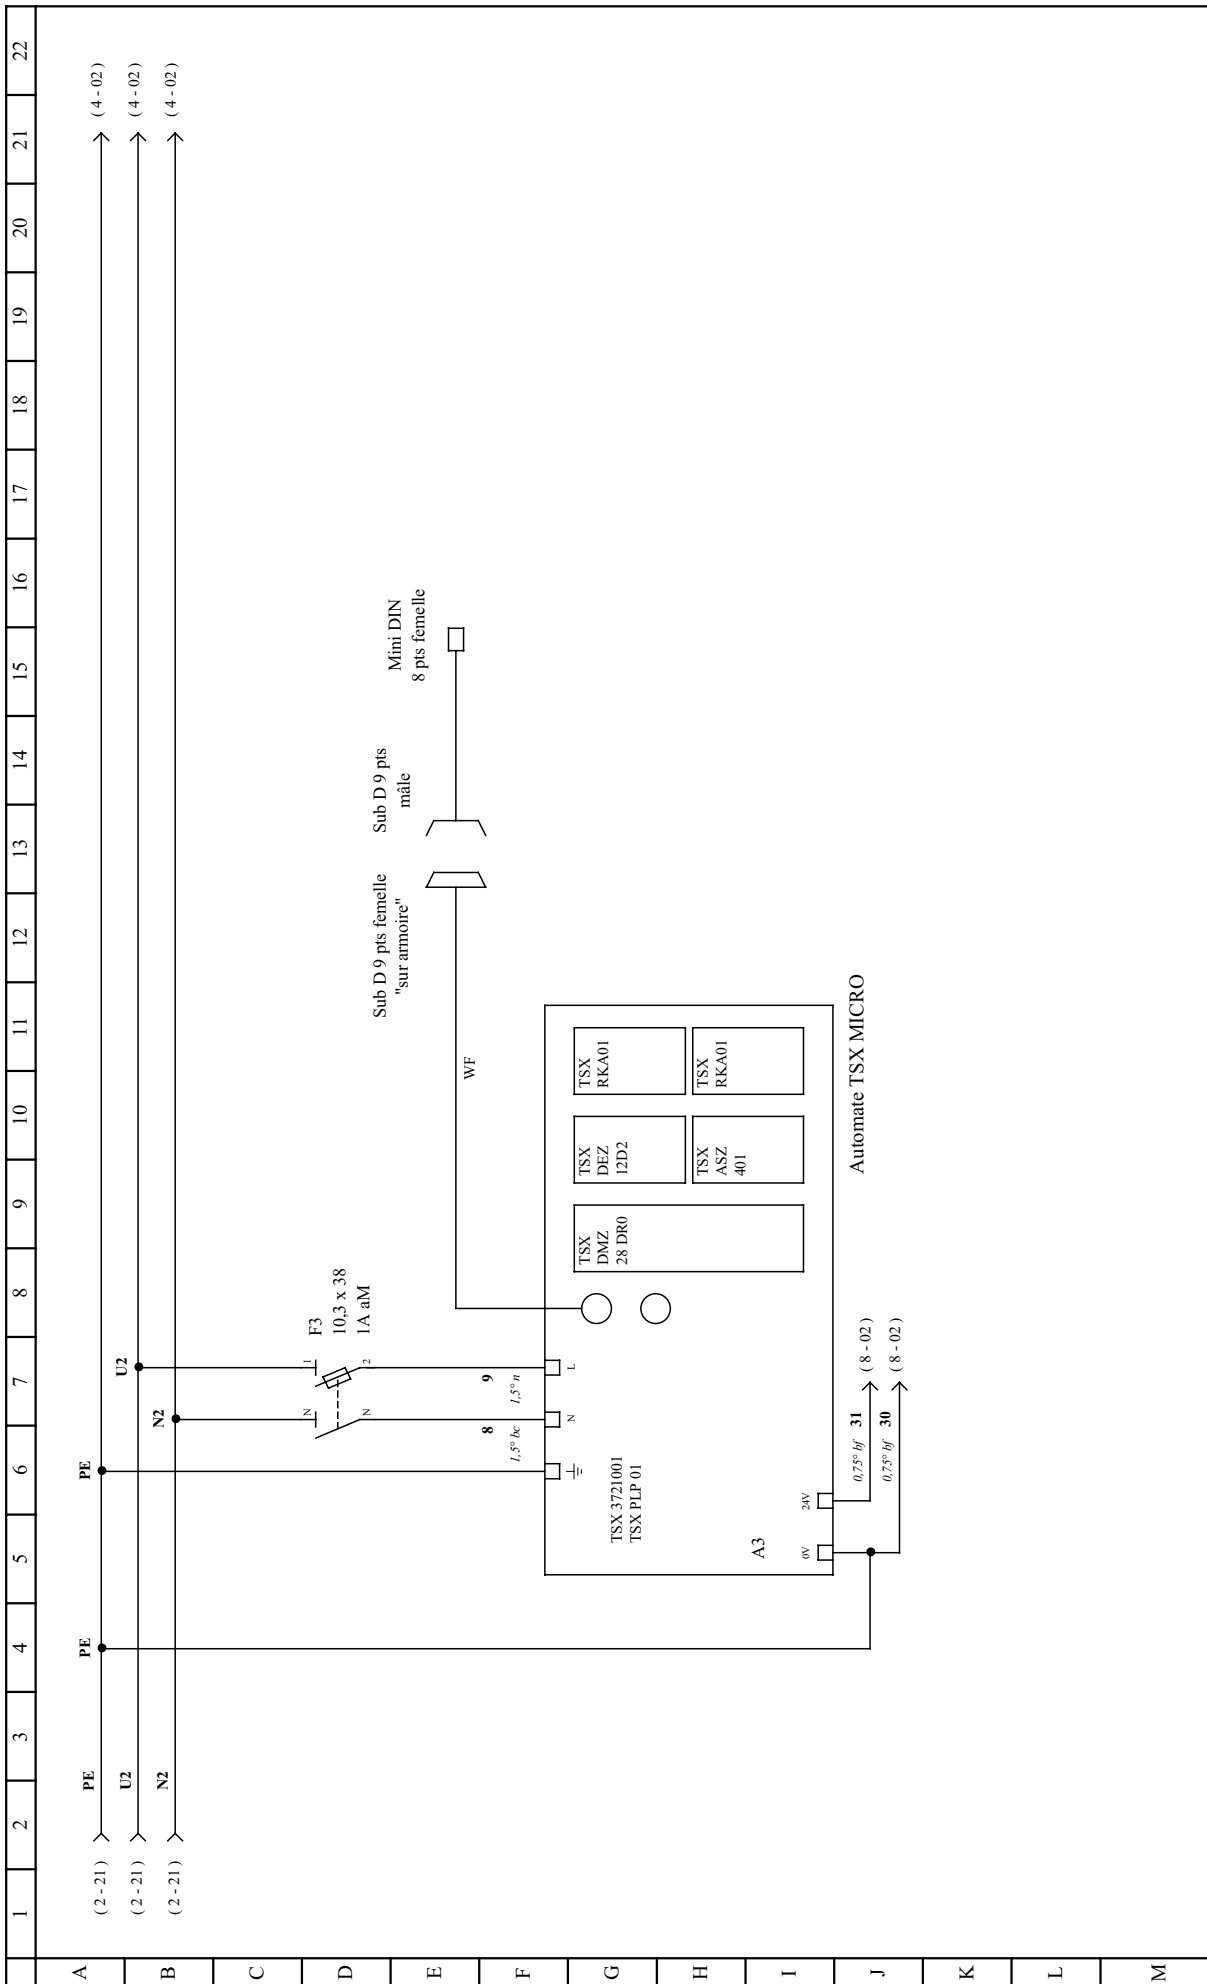 1 2 3 4 5 6 7 8 9 10 11 12 13 14 15 16 17 18 19 20 21 22
A
B
C
D
E
F
G
H
I
J
K
L
M
( 2 - 21 )
PE
PE
PE
( 4 - 02 )
( 2 - 21 )
U2
U2
( 4 - 02 )
( 2 - 21 )
N2
N2
( 4 - 02 )
F3
10,3 x 38
1A aM
N
1
N
2
Sub D 9 pts femelle
"sur armoire"
Sub D 9 pts
mâle
Mini DIN
8 pts femelle
WF
8
9
1,5° bc
1,5° n
N
L
TSX 3721001
TSX PLP 01
TSX
DMZ
28 DR0
TSX
DEZ
12D2
TSX
RKA01
TSX
ASZ
401
TSX
RKA01
A3
0V
24V
Automate TSX MICRO
0,75° bf
31
( 8 - 02 )
0,75° bf
30
( 8 - 02 )